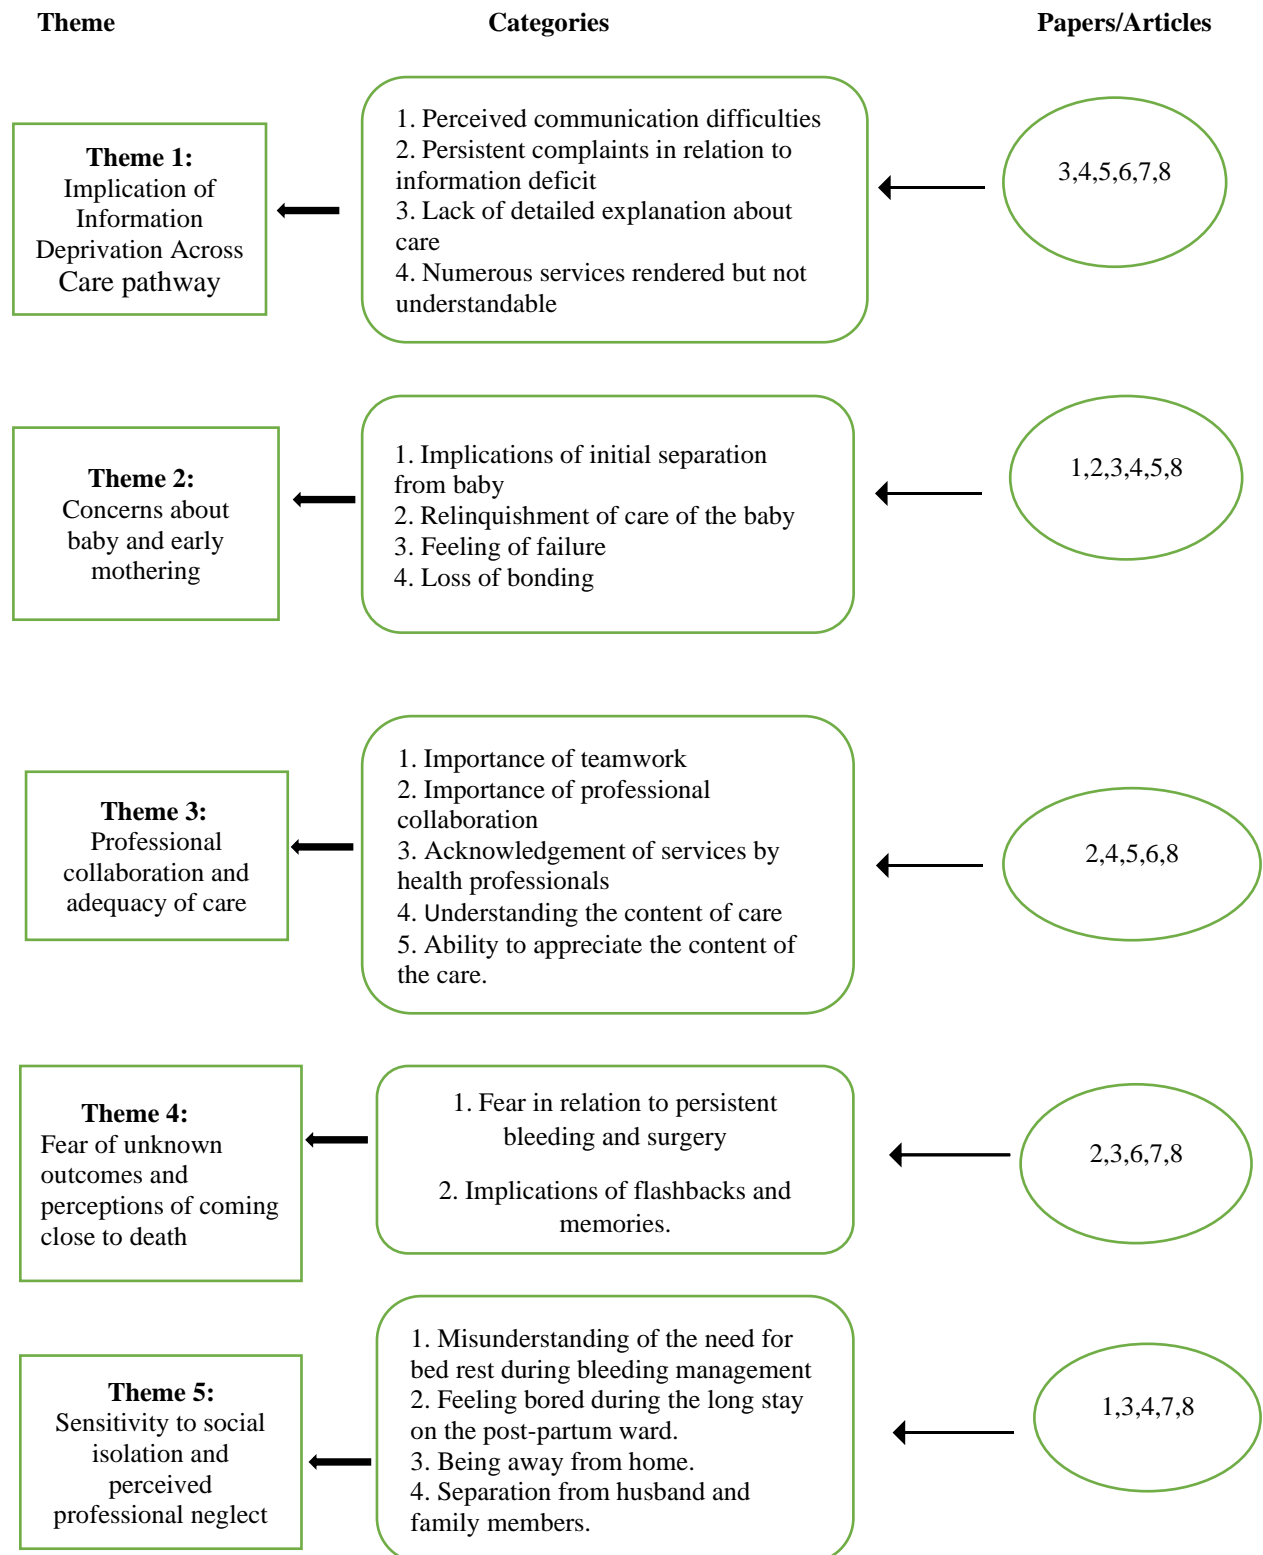 Theme Categories Papers/Articles
Theme 1:
Implication of
Information
Deprivation Across
Care pathway
1. Perceived communication difficulties
2. Persistent complaints in relation to
information deficit
3. Lack of detailed explanation about
care
4. Numerous services rendered but not
understandable
3,4,5,6,7,8
Theme 2:
Concerns about
baby and early
mothering
1. Implications of initial separation
from baby
2. Relinquishment of care of the baby
3. Feeling of failure
4. Loss of bonding
1,2,3,4,5,8
Theme 3:
Professional
collaboration and
adequacy of care
1. Importance of teamwork
2. Importance of professional
collaboration
3. Acknowledgement of services by
health professionals
4. Understanding the content of care
5. Ability to appreciate the content of
the care.
2,4,5,6,8
Theme 4:
Fear of unknown
outcomes and
perceptions of coming
close to death
1. Fear in relation to persistent
bleeding and surgery
2. Implications of flashbacks and
memories.
2,3,6,7,8
Theme 5:
Sensitivity to social
isolation and
perceived
professional neglect
1. Misunderstanding of the need for
bed rest during bleeding management
2. Feeling bored during the long stay
on the post-partum ward.
3. Being away from home.
4. Separation from husband and
family members.
1,3,4,7,8